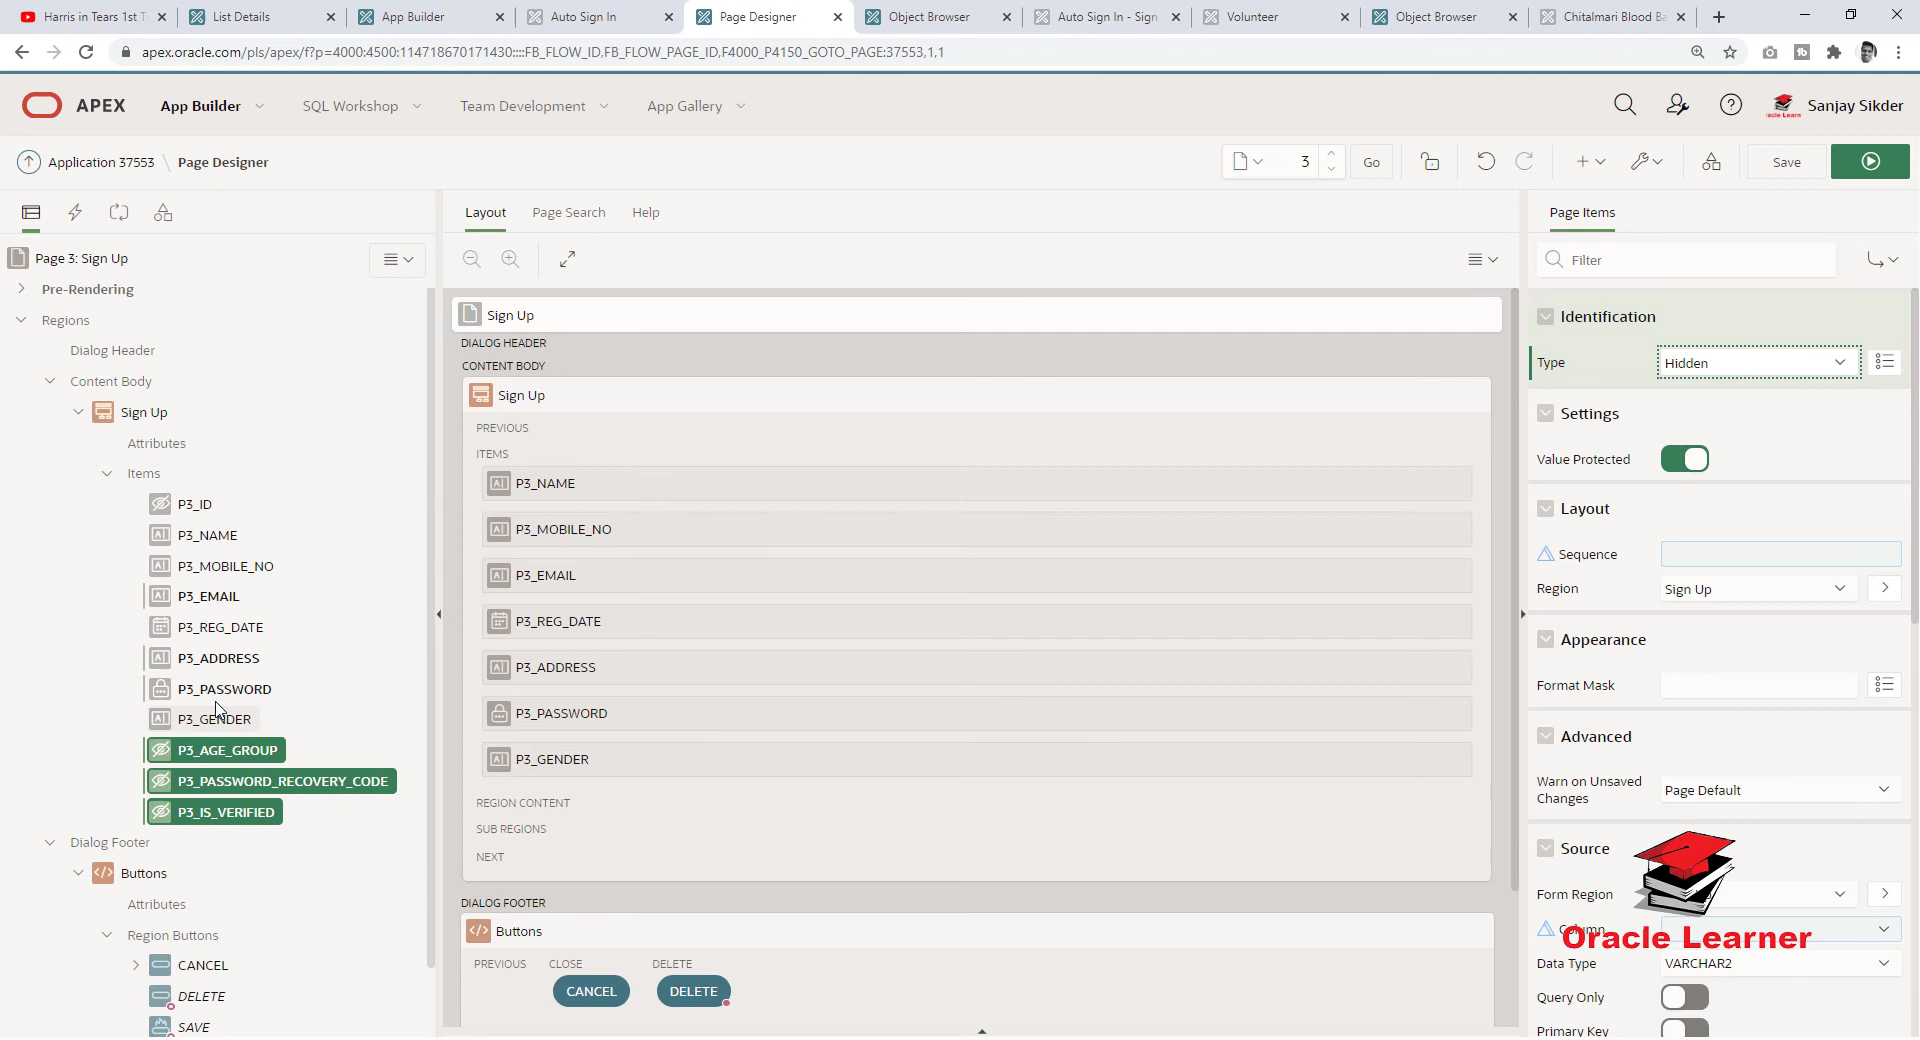 Harris in Tears 1st Ti
List Details
App Builder
Auto Sign In
Page Designer
Object Browser
Auto Sign In - Sign
Volunteer
Object Browser
Chitalmari Blood Ba
apex.oracle.com/pls/apex/f?p=4000:4500:114718670171430::::FB_FLOW_ID,FB_FLOW_PAGE_ID,F4000_P4150_GOTO_PAGE:37553,1,1
APEX
App Builder
SQL Workshop
Team Development
App Gallery
Sanjay Sikder
Application 37553
Page Designer
3
Go
Save
Layout
Page Search
Help
Page Items
Page 3: Sign Up
Pre-Rendering
Regions
Dialog Header
Content Body
Sign Up
Attributes
Items
P3_ID
P3_NAME
P3_MOBILE_NO
P3_EMAIL
P3_REG_DATE
P3_ADDRESS
P3_PASSWORD
P3_GENDER
P3_AGE_GROUP
P3_PASSWORD_RECOVERY_CODE
P3_IS_VERIFIED
Dialog Footer
Buttons
Attributes
Region Buttons
CANCEL
DELETE
SAVE
Sign Up
DIALOG HEADER
CONTENT BODY
Sign Up
PREVIOUS
ITEMS
P3_NAME
P3_MOBILE_NO
P3_EMAIL
P3_REG_DATE
P3_ADDRESS
P3_PASSWORD
P3_GENDER
REGION CONTENT
SUB REGIONS
NEXT
DIALOG FOOTER
Buttons
PREVIOUS
CLOSE
DELETE
CANCEL
DELETE
Filter
Identification
Type
Hidden
Settings
Value Protected
Layout
Sequence
Region
Sign Up
Appearance
Format Mask
Advanced
Warn on Unsaved
Changes
Page Default
Source
Form Region
Oracle Learner
Data Type
VARCHAR2
Query Only
Primary Key